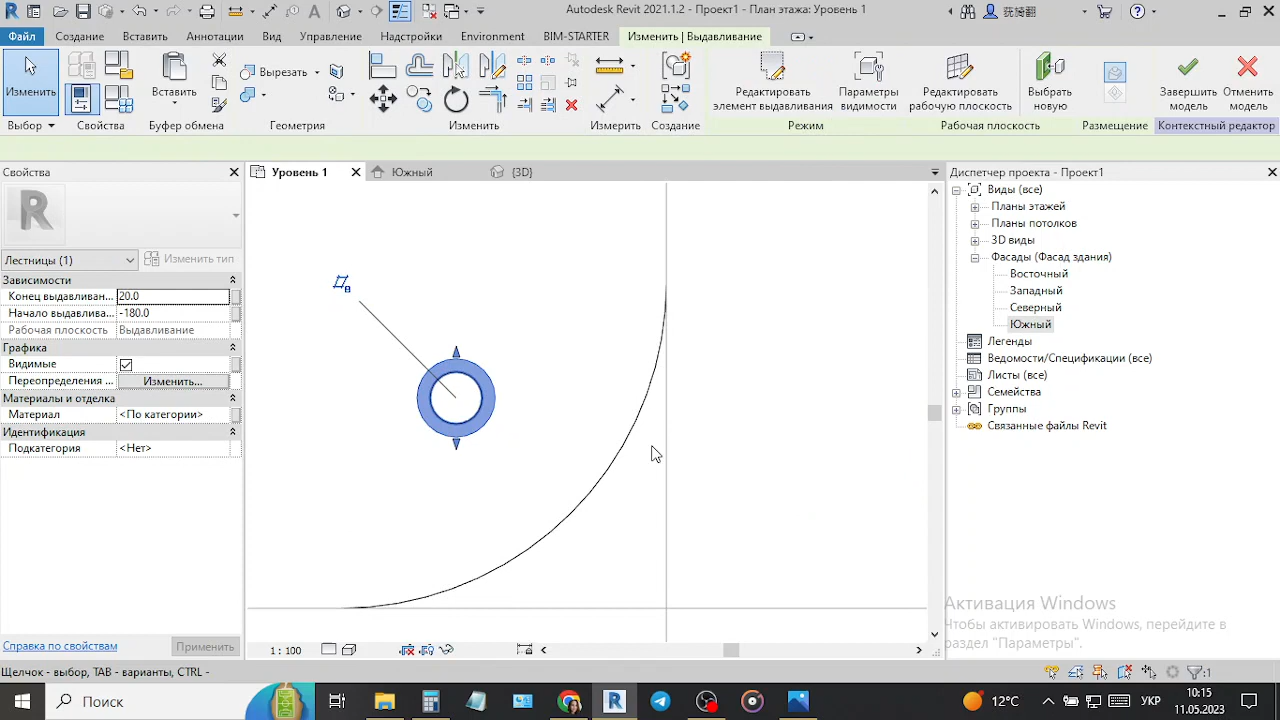 Autodesk Revit 2021.1.2 - Проект1 - План этажа: Уровень 1
Файл Создание Вставить Аннотации Вид Управление Настройки Environment BIM-STARTER Изменить | Выдавливание
Изменить
Вставить
Вырезать
Редактировать элемент выдавливания
Параметры видимости
Редактировать рабочую плоскость
Выбрать новую
Завершить модель
Отменить модель
Выбор Свойства Буфер обмена Геометрия Изменить Измерить Создание Режим Рабочая плоскость Размещение Контекстный редактор
Свойства
Уровень 1
Южный
{3D}
Диспетчер проекта - Проект1
R
Лестницы (1)
Изменить тип
Зависимости
Конец выдавливан... 20.0
Начало выдавлива... -180.0
Рабочая плоскость Выдавливание
Графика
Видимые
Переопределения ... Изменить...
Материалы и отделка
Материал <По категории>
Идентификация
Подкатегория <Нет>
Справка по свойствам
Применить
Виды (все)
Планы этажей
Планы потолков
3D виды
Фасады (Фасад здания)
Восточный
Западный
Северный
Южный
Легенды
Ведомости/Спецификации (все)
Листы (все)
Семейства
Группы
Связанные файлы Revit
Активация Windows
Чтобы активировать Windows, перейдите в
раздел "Параметры".
1 : 100
Щелчок - выбор, TAB - варианты, CTRL -
:1
Поиск
12°C
УКР
10:15
11.05.2023